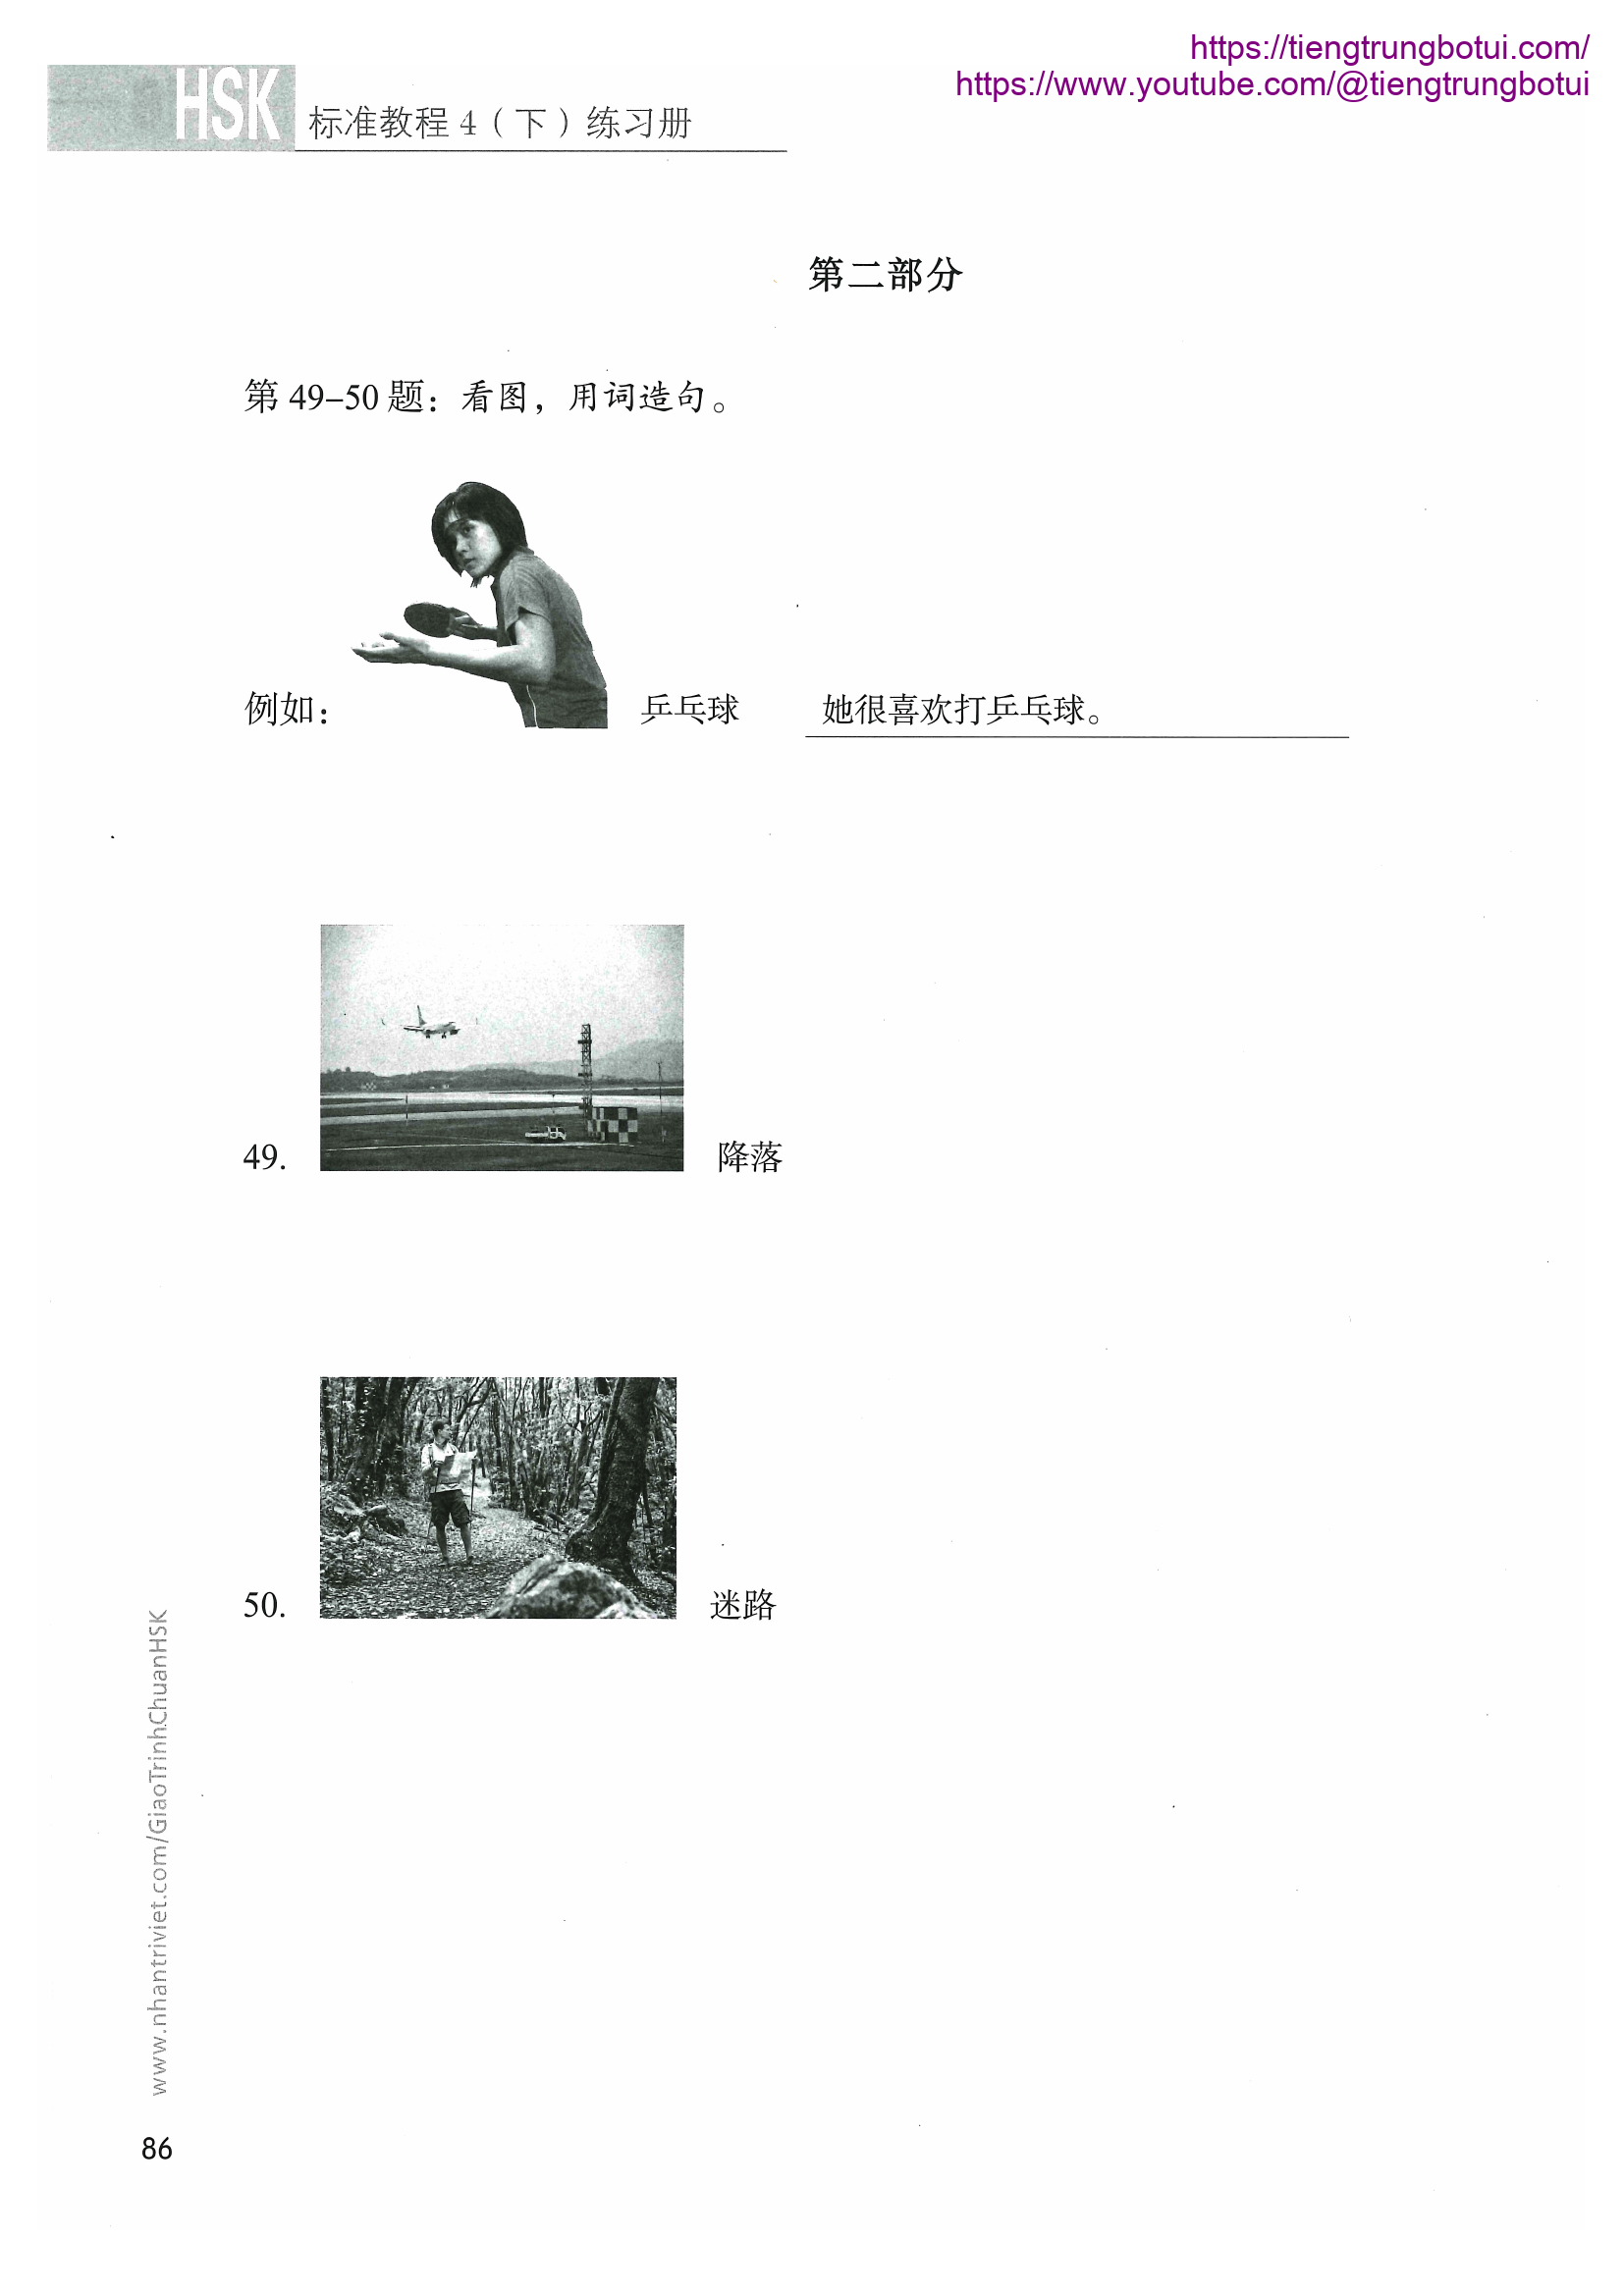 https://tiengtrungbotui.com/
https://www.youtube.com/@tiengtrungbotui
HSK 标准教程 4（下）练习册
第二部分
第 49–50 题：看图，用词造句。
例如： 乒乓球 她很喜欢打乒乓球。
49. 降落
50. 迷路
www.nhantriviet.com/GiaoTrinhChuanHSK
86